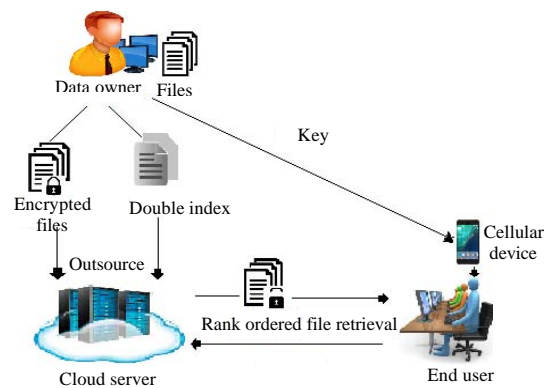 Data owner
Files
Key
Encrypted
files
Double index
Cellular
device
Outsource
Rank ordered file retrieval
Cloud server
End user